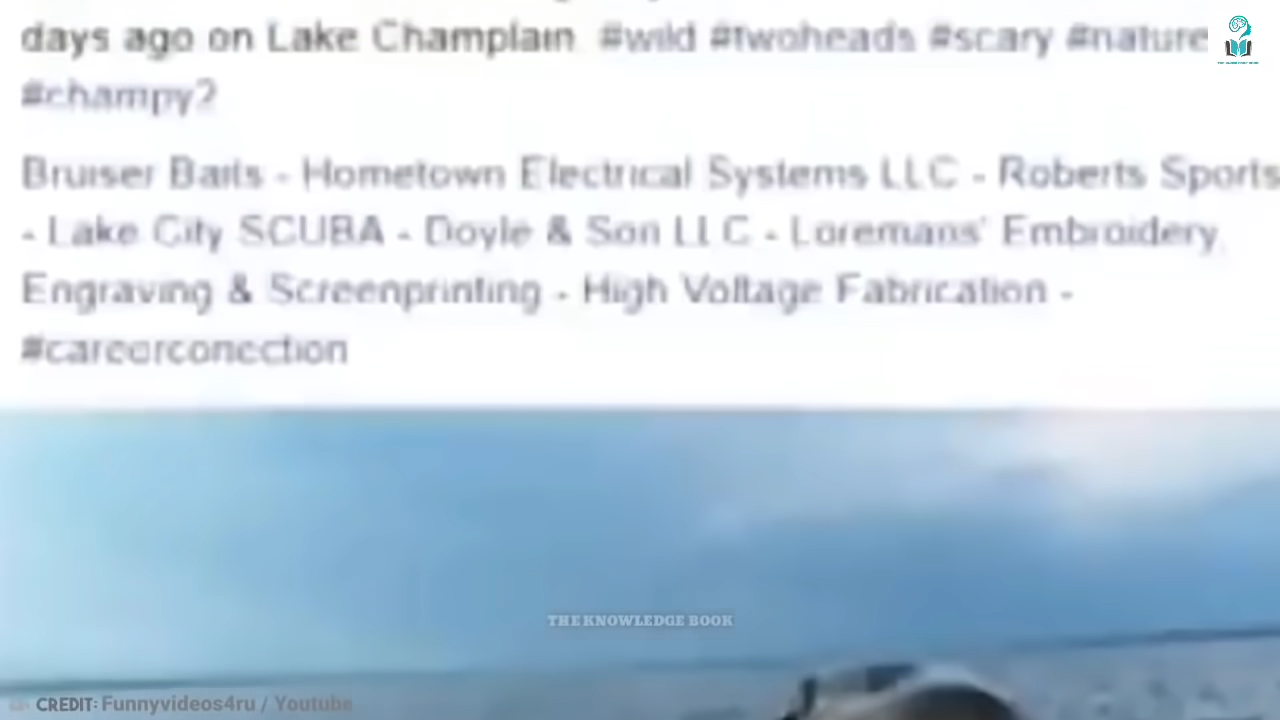 days ago on Lake Champlain #wild #twoheads #scary #nature
#champy?
Bruiser Baits - Hometown Electrical Systems LLC - Roberts Sports
- Lake City SCUBA - Doyle & Son LLC - Loremans' Embroidery,
Engraving & Screenprinting - High Voltage Fabrication -
#careerconection
THE KNOWLEDGE BOOK
CREDIT: Funnyvideos4ru / Youtube